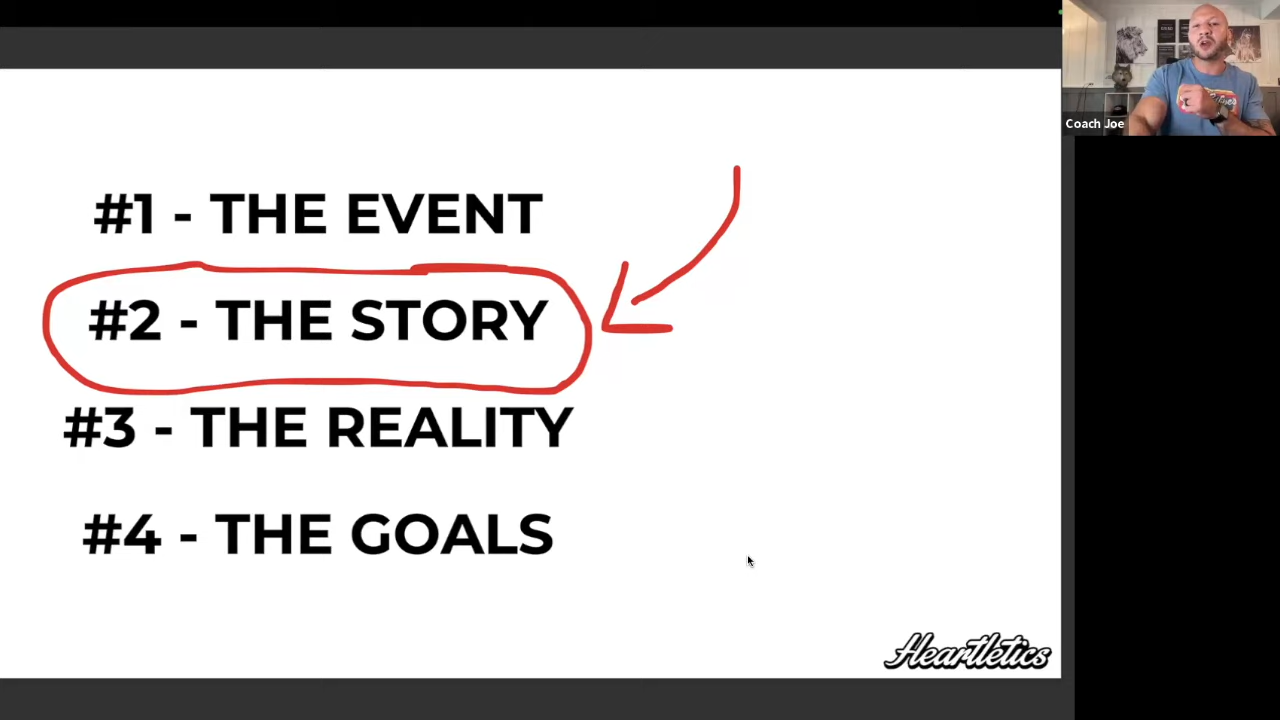 #1 - THE EVENT
#2 - THE STORY
#3 - THE REALITY
#4 - THE GOALS
Heartletics
Coach Joe